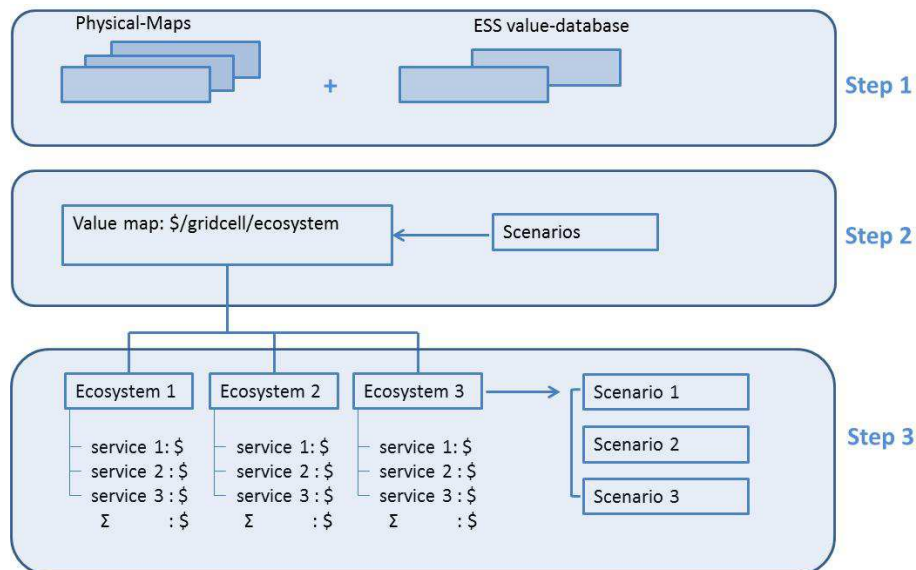 Physical-Maps
ESS value-database
+
Step 1
Value map: $/gridcell/ecosystem
Scenarios
Step 2
Ecosystem 1
Ecosystem 2
Ecosystem 3
Scenario 1
service 1: $
service 2 : $
service 3 : $
Σ : $
service 1: $
service 2 : $
service 3 : $
Σ : $
service 1: $
service 2 : $
service 3 : $
Σ : $
Scenario 2
Scenario 3
Step 3